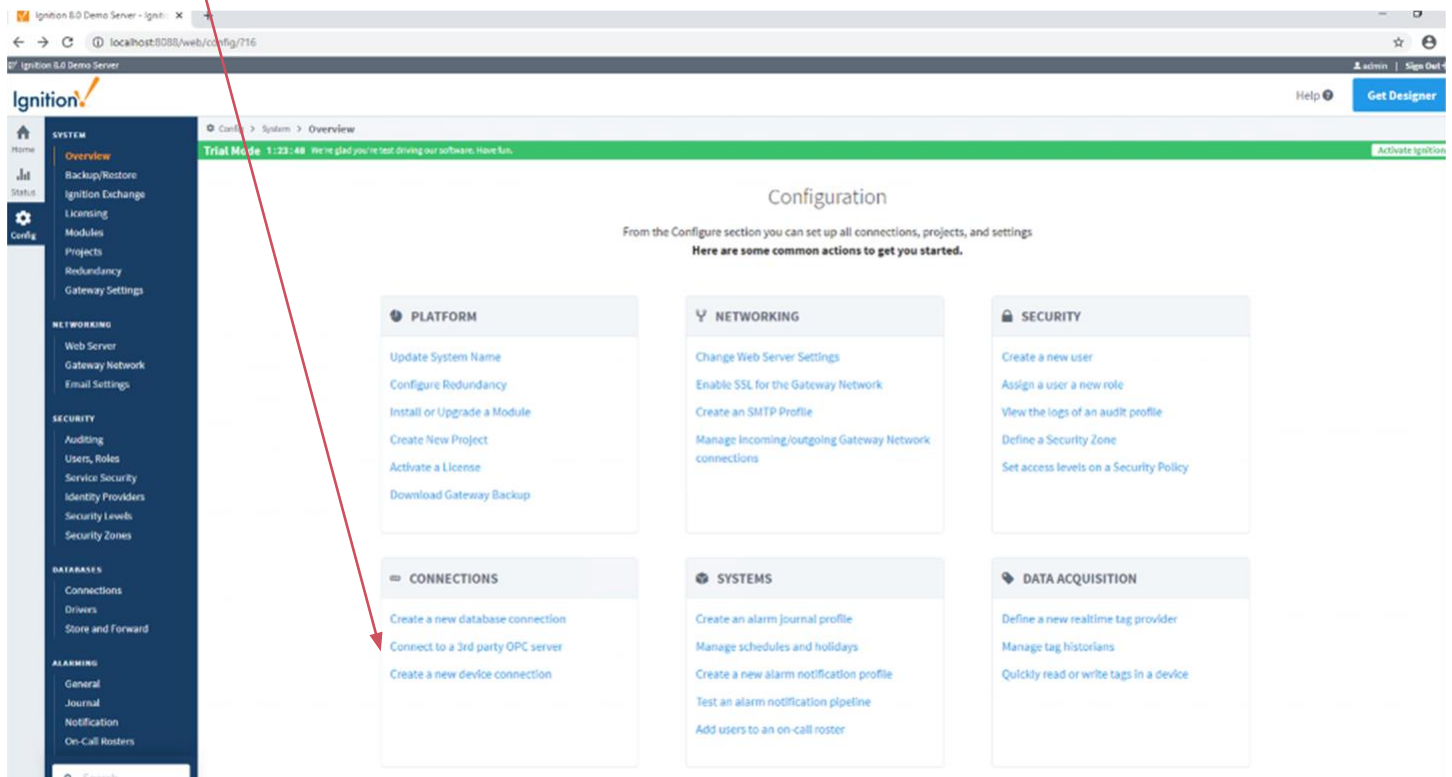 Ignition 8.0 Demo Server - Igniti
localhost:8088/web/config/?16
Ignition 8.0 Demo Server
admin | Sign Out
Ignition!
Help
Get Designer
Home
Status
Config
SYSTEM
Overview
Backup/Restore
Ignition Exchange
Licensing
Modules
Projects
Redundancy
Gateway Settings
NETWORKING
Web Server
Gateway Network
Email Settings
SECURITY
Auditing
Users, Roles
Service Security
Identity Providers
Security Levels
Security Zones
DATABASES
Connections
Drivers
Store and Forward
ALARMING
General
Journal
Notification
On-Call Rosters
Search
Config > System > Overview
Trial Mode 1:23:48 We're glad you're test driving our software. Have fun.
Activate Ignition
Configuration
From the Configure section you can set up all connections, projects, and settings
Here are some common actions to get you started.
PLATFORM
Update System Name
Configure Redundancy
Install or Upgrade a Module
Create New Project
Activate a License
Download Gateway Backup
NETWORKING
Change Web Server Settings
Enable SSL for the Gateway Network
Create an SMTP Profile
Manage incoming/outgoing Gateway Network
connections
SECURITY
Create a new user
Assign a user a new role
View the logs of an audit profile
Define a Security Zone
Set access levels on a Security Policy
CONNECTIONS
Create a new database connection
Connect to a 3rd party OPC server
Create a new device connection
SYSTEMS
Create an alarm journal profile
Manage schedules and holidays
Create a new alarm notification profile
Test an alarm notification pipeline
Add users to an on-call roster
DATA ACQUISITION
Define a new realtime tag provider
Manage tag historians
Quickly read or write tags in a device